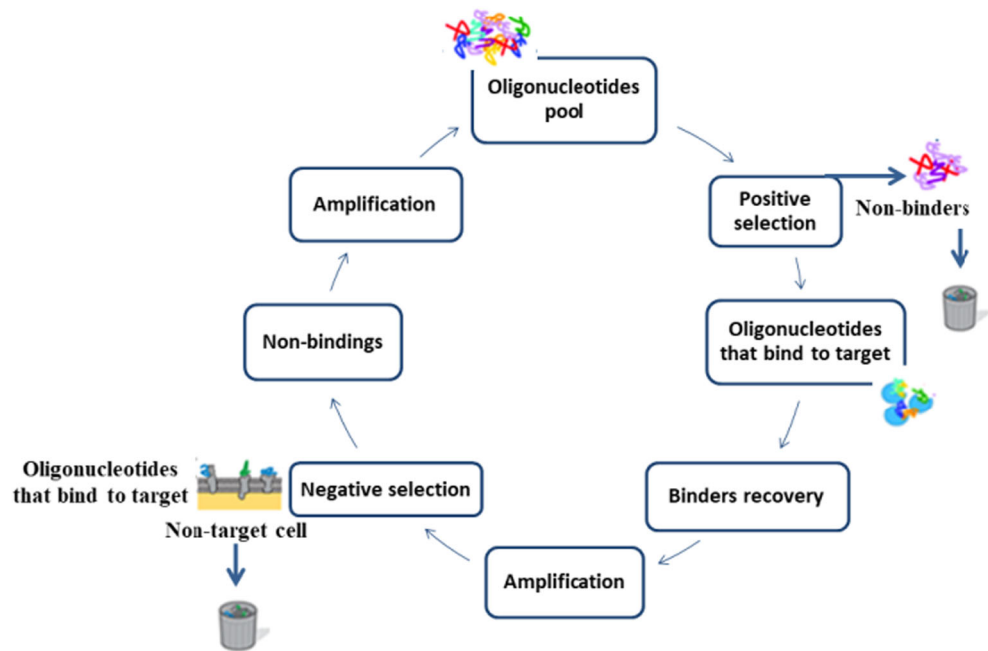 Oligonucleotides
pool
Positive
selection
Non-binders
Oligonucleotides
that bind to target
Binders recovery
Amplification
Negative selection
Oligonucleotides
that bind to target
Non-target cell
Non-bindings
Amplification